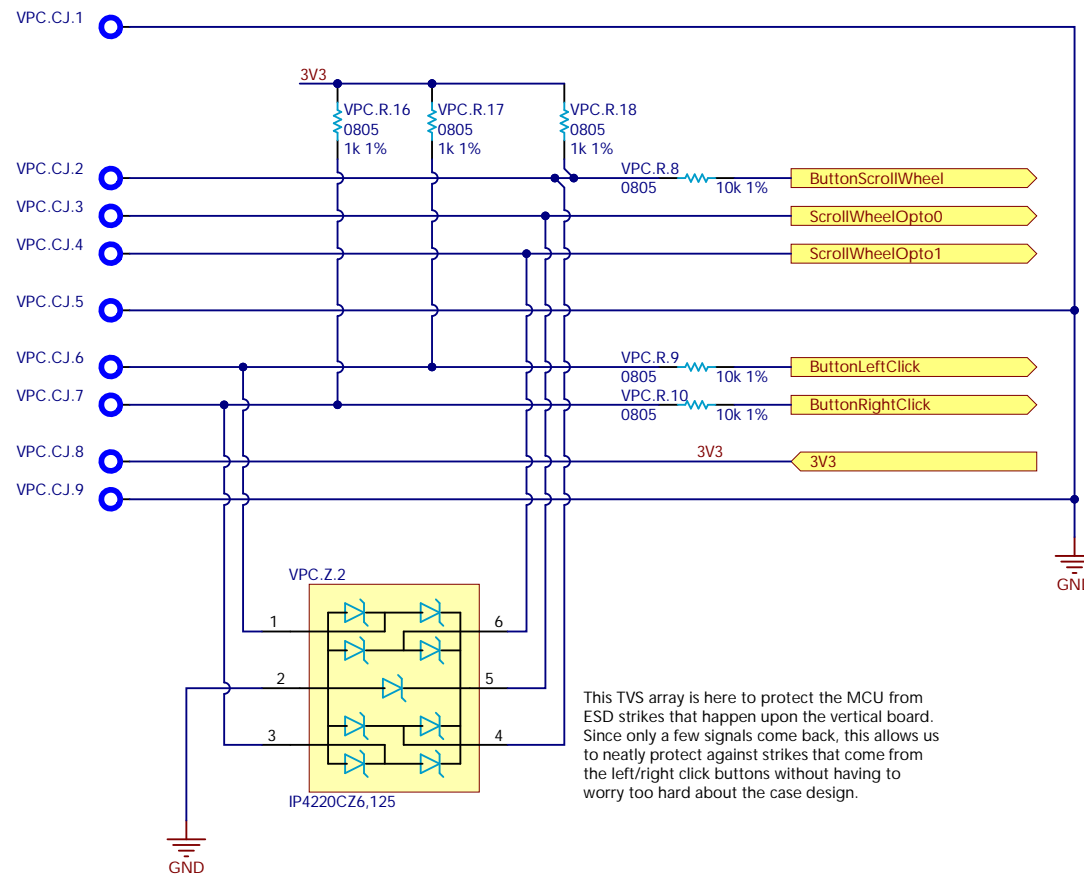 VPC.CJ.1
3V3
VPC.R.16
0805
1k 1%
VPC.R.17
0805
1k 1%
VPC.R.18
0805
1k 1%
VPC.CJ.2
VPC.R.8
0805
10k 1%
ButtonScrollWheel
VPC.CJ.3
ScrollWheelOpto0
VPC.CJ.4
ScrollWheelOpto1
VPC.CJ.5
VPC.CJ.6
VPC.R.9
0805
10k 1%
ButtonLeftClick
VPC.CJ.7
VPC.R.10
0805
10k 1%
ButtonRightClick
VPC.CJ.8
3V3
3V3
VPC.CJ.9
GND
VPC.Z.2
1
6
2
5
3
4
IP4220CZ6,125
This TVS array is here to protect the MCU from
ESD strikes that happen upon the vertical board.
Since only a few signals come back, this allows us
to neatly protect against strikes that come from
the left/right click buttons without having to
worry too hard about the case design.
GND